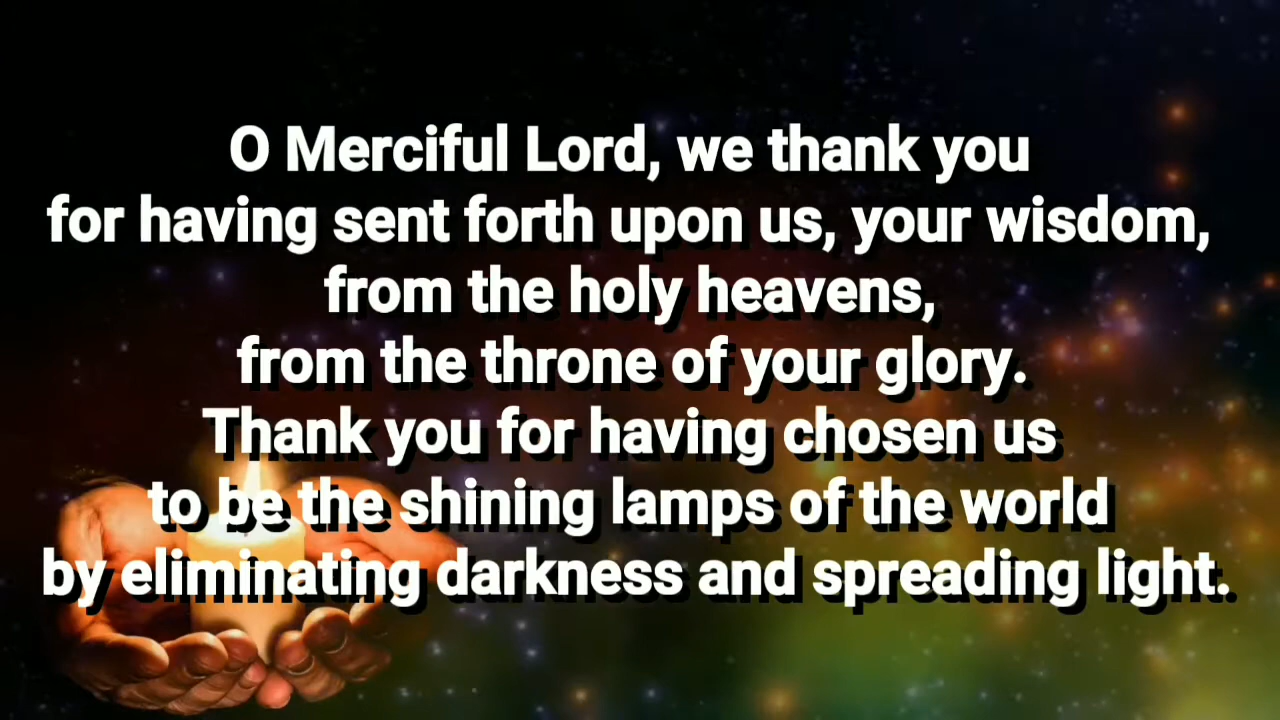 O Merciful Lord, we thank you
for having sent forth upon us, your wisdom,
from the holy heavens,
from the throne of your glory.
Thank you for having chosen us
to be the shining lamps of the world
by eliminating darkness and spreading light.